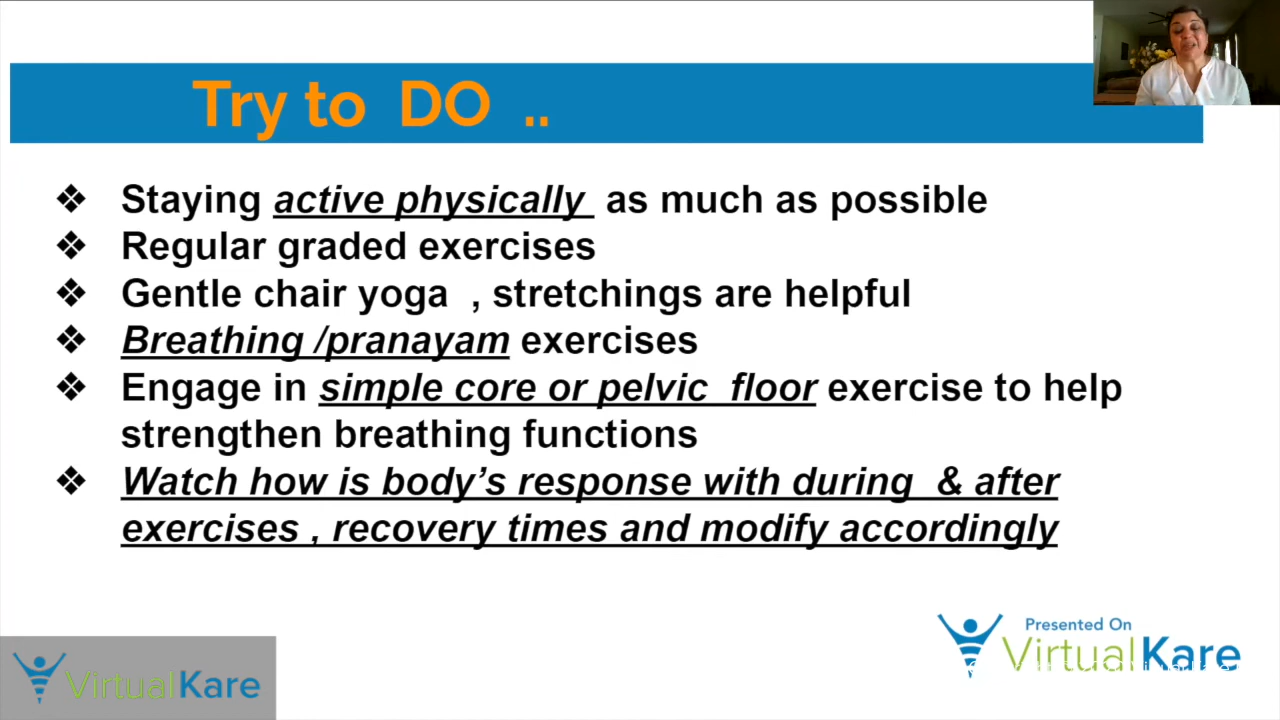 Try to DO ..
❖ Staying active physically as much as possible
❖ Regular graded exercises
❖ Gentle chair yoga , stretchings are helpful
❖ Breathing /pranayam exercises
❖ Engage in simple core or pelvic floor exercise to help
strengthen breathing functions
❖ Watch how is body’s response with during & after
exercises , recovery times and modify accordingly
Presented On
VirtualKare
VirtualKare